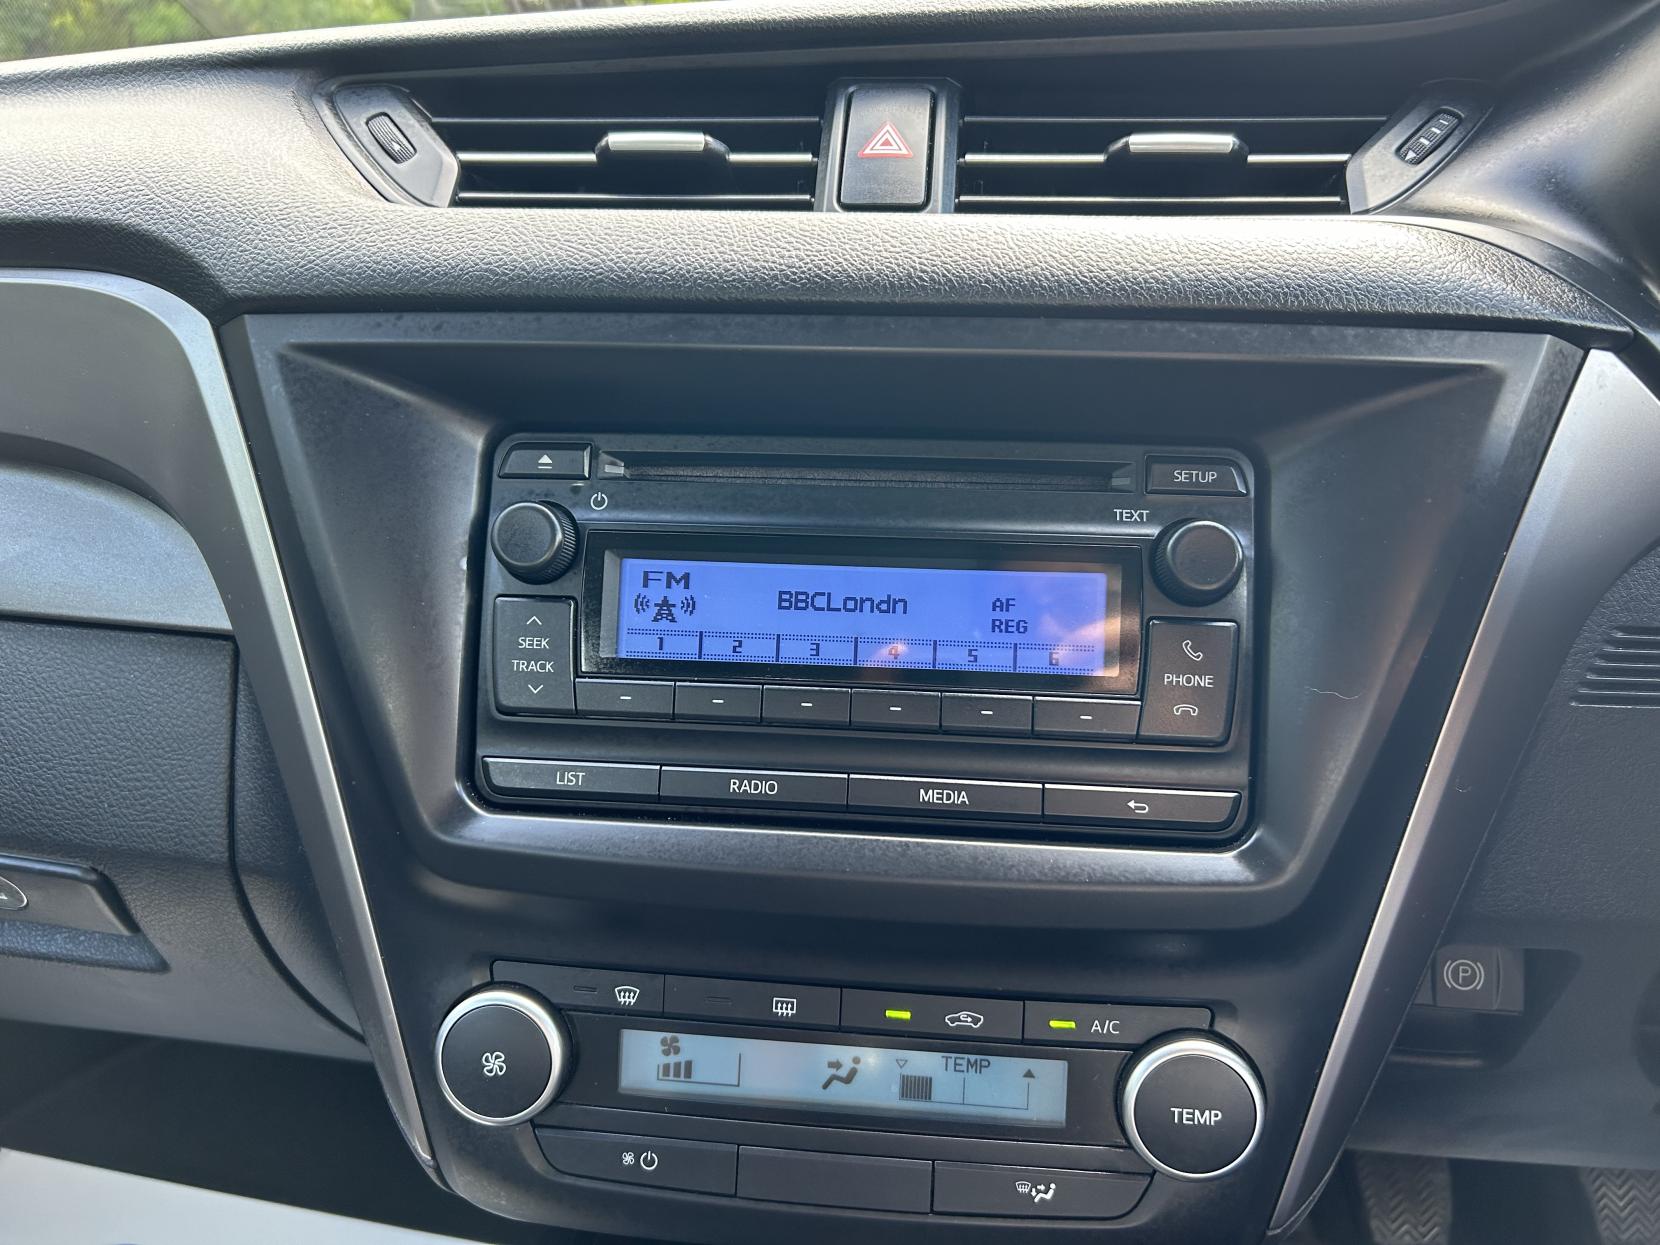 SETUP
TEXT
FM
BBCLondn
AF
REG
1 2 3 4 5 6
SEEK
TRACK
PHONE
LIST
RADIO
MEDIA
P
A/C
TEMP
TEMP